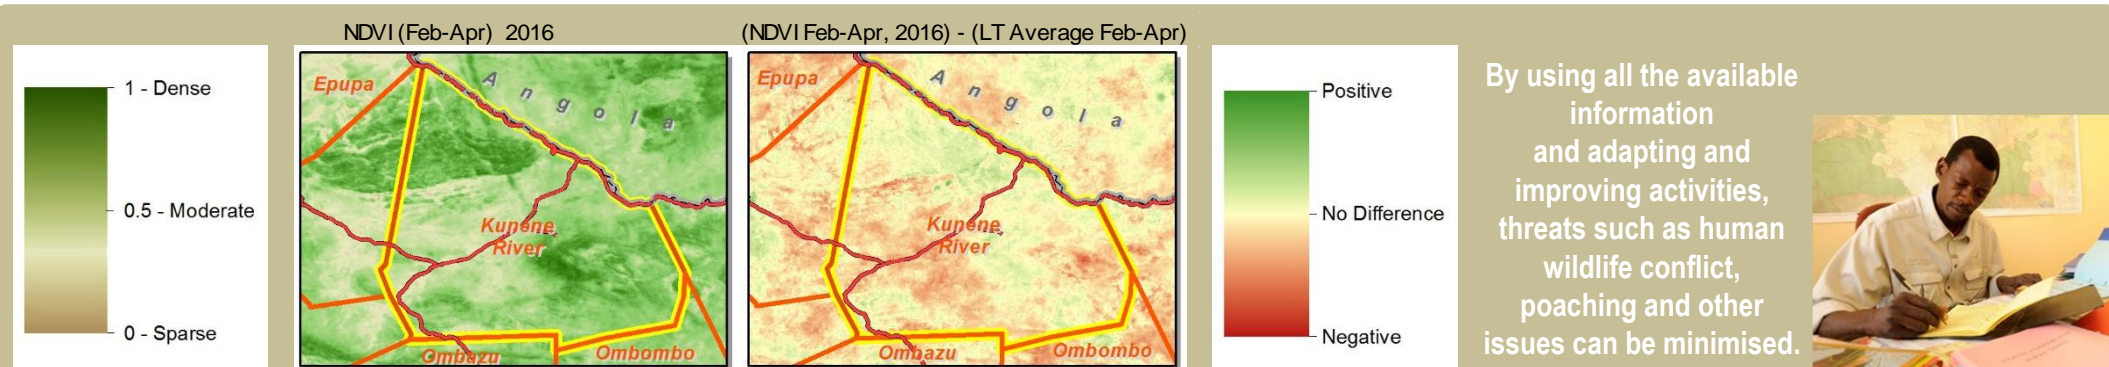 NDVI (Feb-Apr) 2016
(NDVI Feb-Apr, 2016) - (LT Average Feb-Apr)
1 - Dense
0.5 - Moderate
0 - Sparse
Epupa
Angola
Kunene
River
Ombazu
Ombombo
Epupa
Angola
Kunene
River
Ombazu
Ombombo
Positive
No Difference
Negative
By using all the available
information
and adapting and
improving activities,
threats such as human
wildlife conflict,
poaching and other
issues can be minimised.